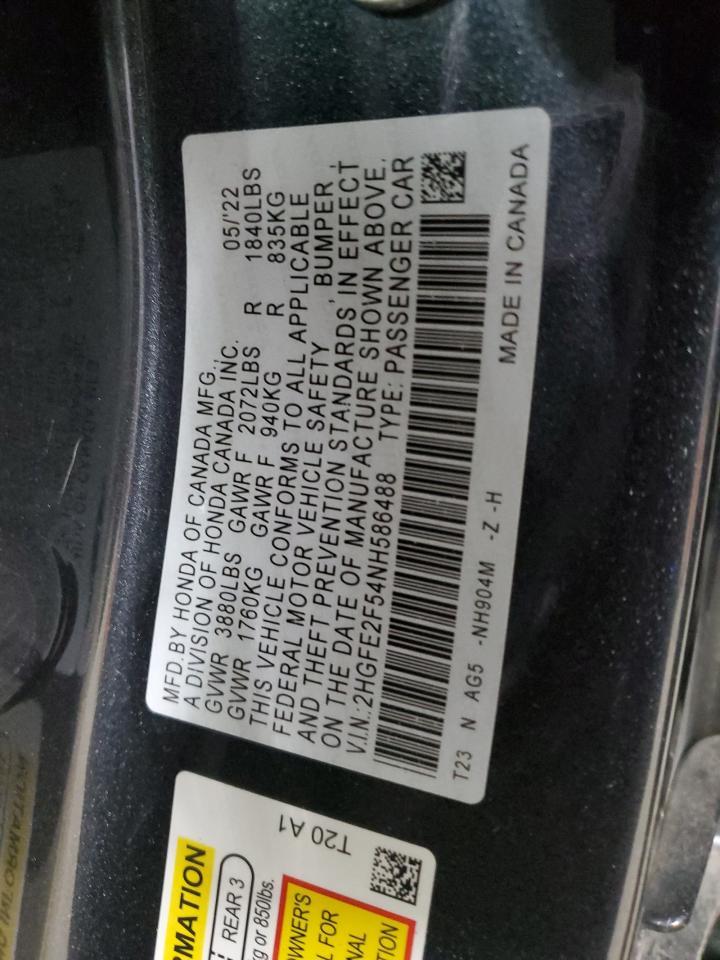 MFD.BY HONDA OF CANADA MFG.,
A DIVISION OF HONDA CANADA INC. 05/'22
GVWR 3880LBS GAWR F 2072LBS R 1840LBS
GVWR 1760KG GAWR F 940KG R 835KG
THIS VEHICLE CONFORMS TO ALL APPLICABLE
FEDERAL MOTOR VEHICLE SAFETY, BUMPER,
AND THEFT PREVENTION STANDARDS IN EFFECT
ON THE DATE OF MANUFACTURE SHOWN ABOVE.
V.I.N.:2HGFE2F54NH586488 TYPE: PASSENGER CAR
T23 N AG5 -NH904M -Z -H
MADE IN CANADA
T20 A1
RMATION
REAR 3
or 850lbs.
OWNER'S
L FOR
NAL
TION